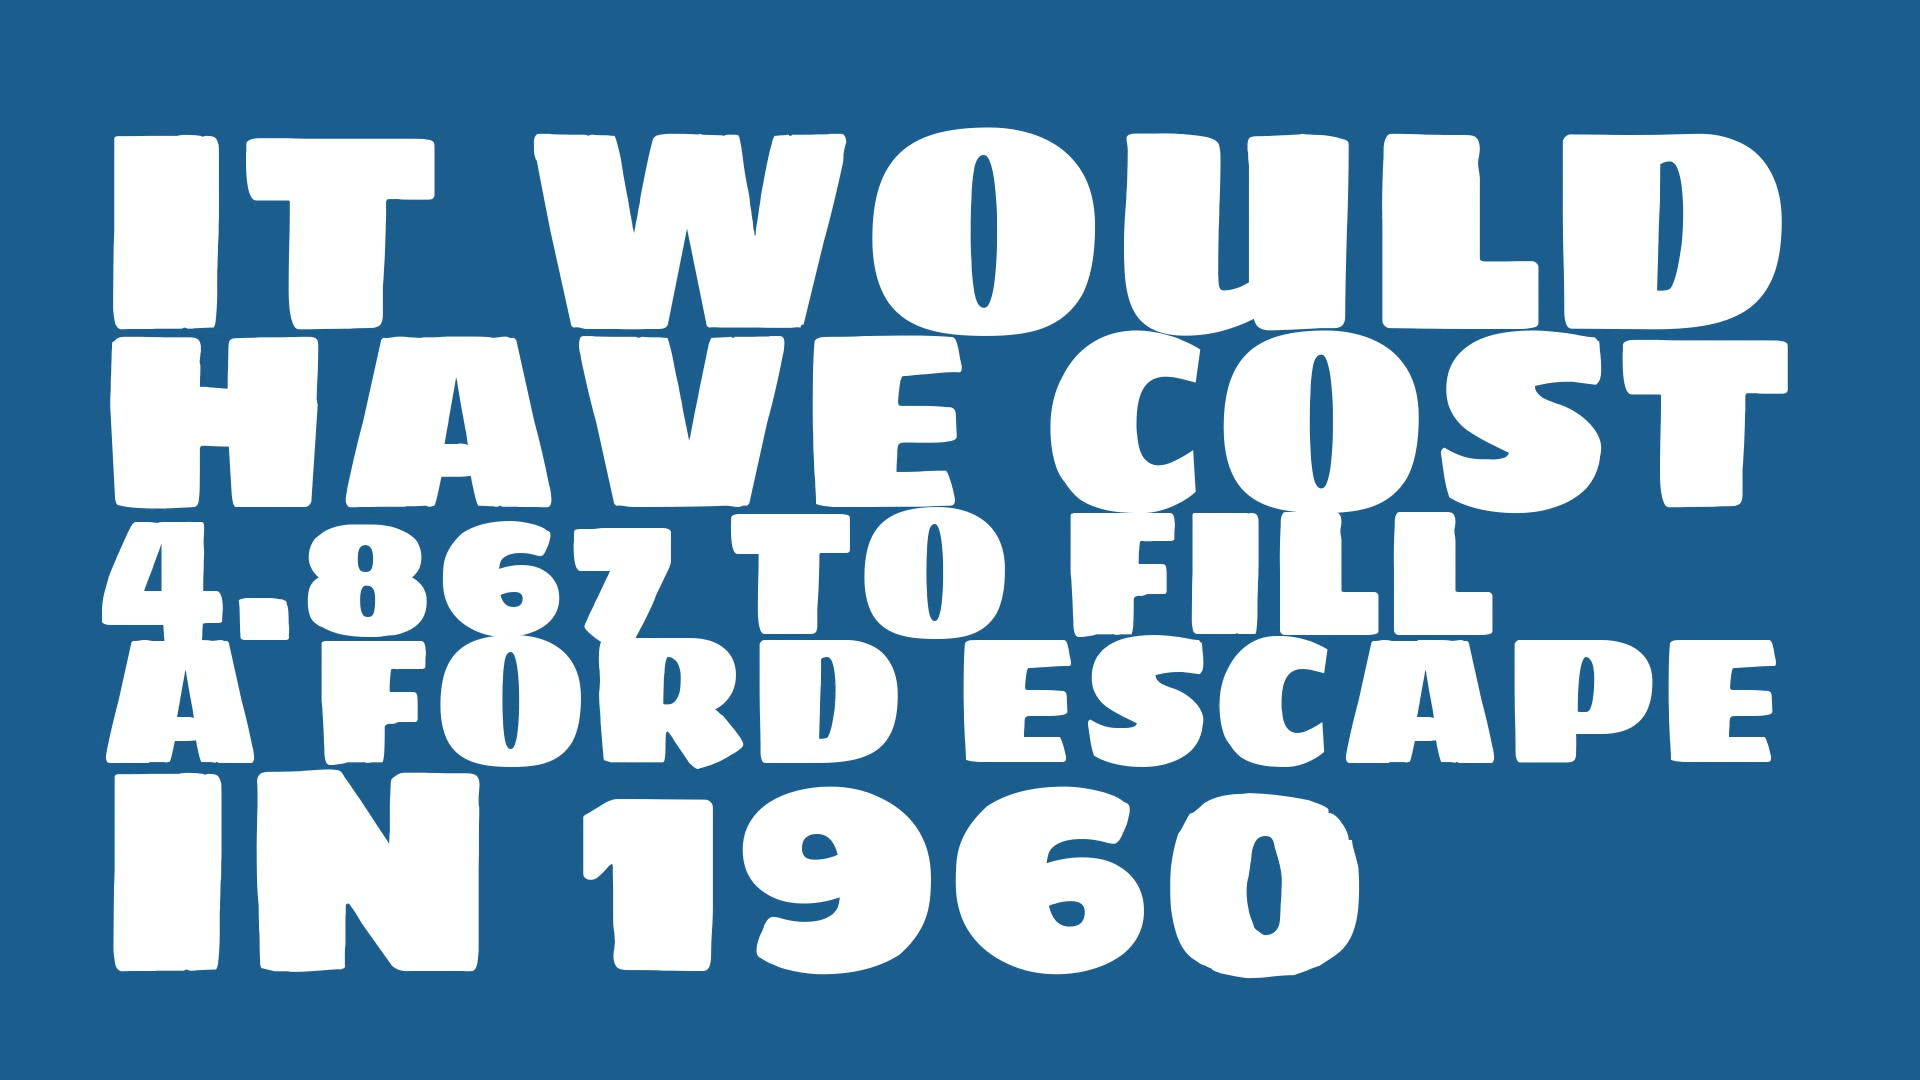 IT WOULD
HAVE COST
4.867 TO FILL
A FORD ESCAPE
IN 1960